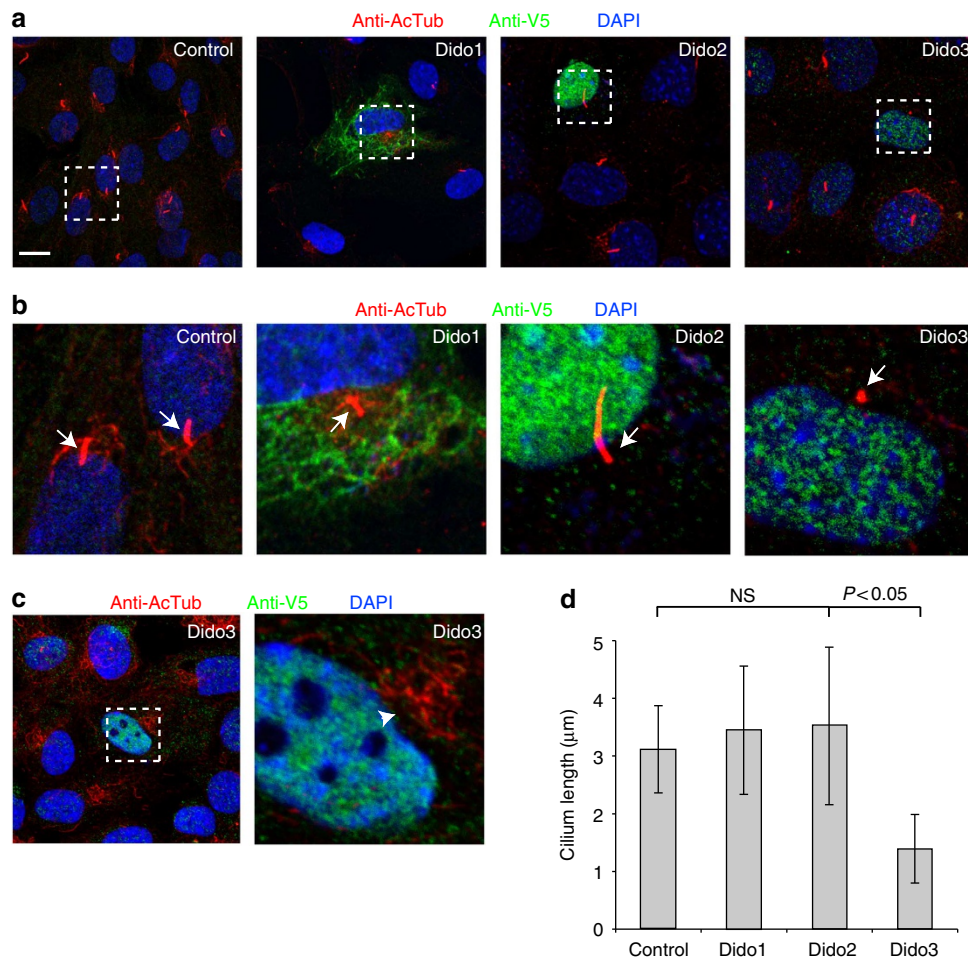 a
Anti-AcTub Anti-V5 DAPI
Control
Dido1
Dido2
Dido3
b
Anti-AcTub Anti-V5 DAPI
Control
Dido1
Dido2
Dido3
c
Anti-AcTub Anti-V5 DAPI
Dido3
Dido3
d
NS
P<0.05
Cilium length (μm)
5
4
3
2
1
0
Control Dido1 Dido2 Dido3